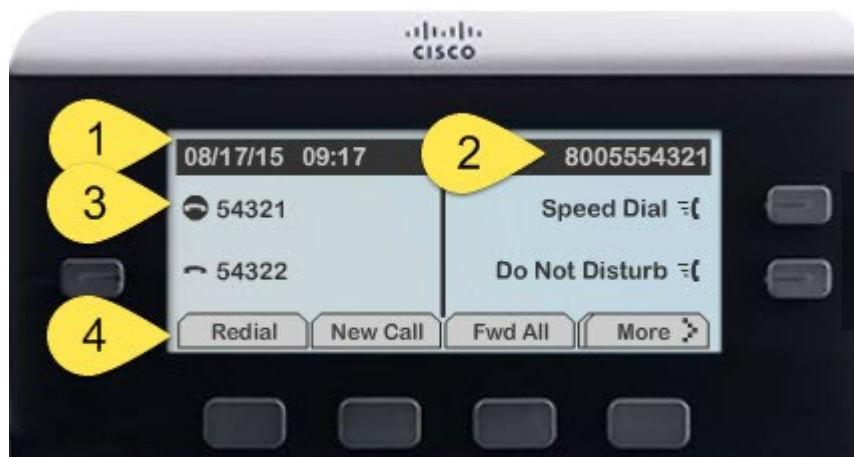 CISCO
1
08/17/15 09:17
2
8005554321
3
54321
Speed Dial
54322
Do Not Disturb
4
Redial
New Call
Fwd All
More